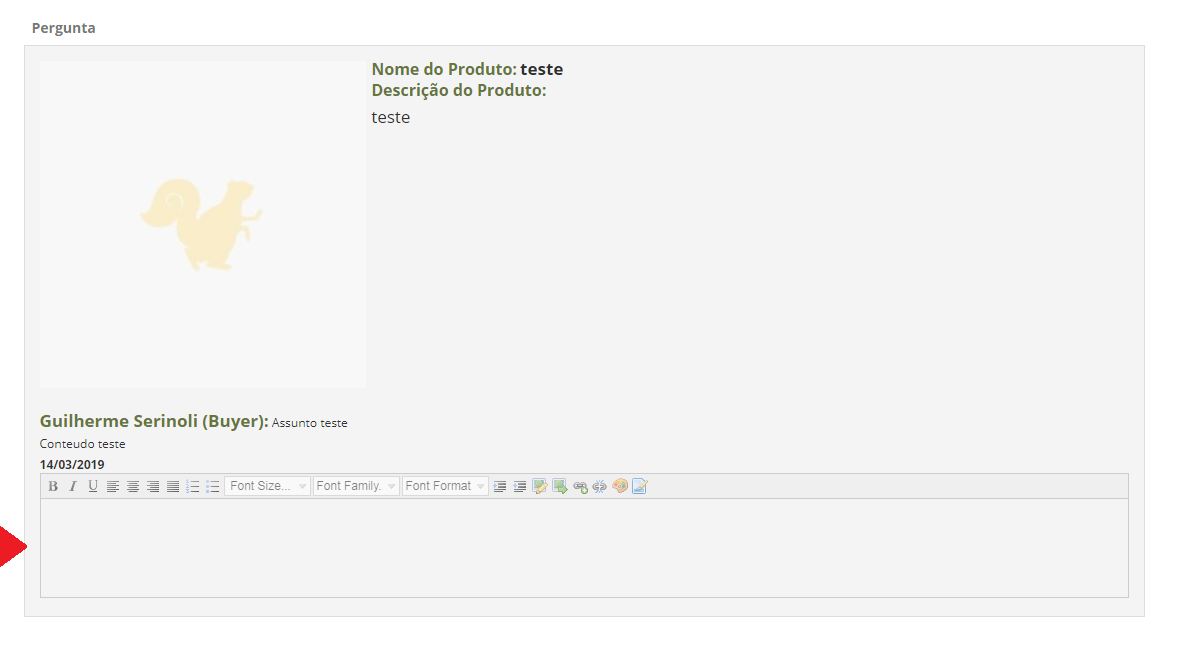 Pergunta
Nome do Produto: teste
Descrição do Produto:
teste
Guilherme Serinoli (Buyer): Assunto teste
Conteudo teste
14/03/2019
B I U Font Size... Font Family. Font Format